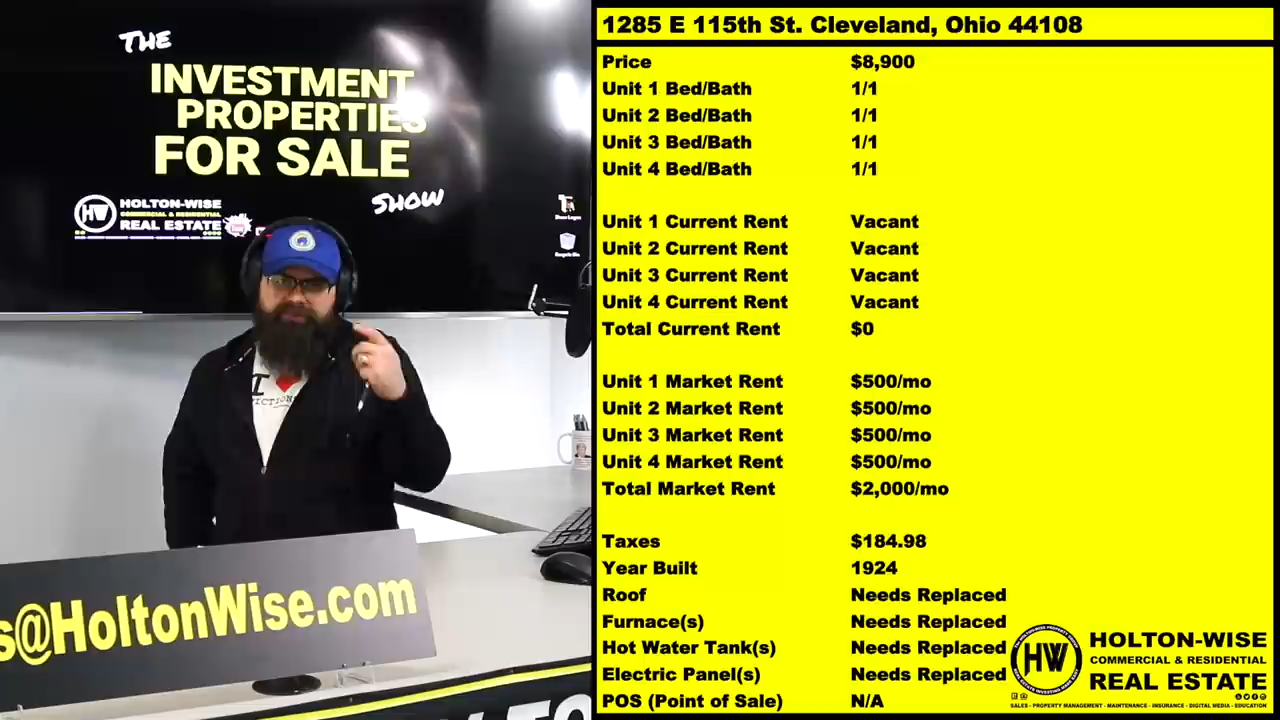 THE
INVESTMENT
PROPERTIES
FOR SALE
SHOW
HW
HOLTON-WISE
COMMERCIAL & RESIDENTIAL
REAL ESTATE
Recycle Bin
I
s@HoltonWise.com
1285 E 115th St. Cleveland, Ohio 44108
Price $8,900
Unit 1 Bed/Bath 1/1
Unit 2 Bed/Bath 1/1
Unit 3 Bed/Bath 1/1
Unit 4 Bed/Bath 1/1
Unit 1 Current Rent Vacant
Unit 2 Current Rent Vacant
Unit 3 Current Rent Vacant
Unit 4 Current Rent Vacant
Total Current Rent $0
Unit 1 Market Rent $500/mo
Unit 2 Market Rent $500/mo
Unit 3 Market Rent $500/mo
Unit 4 Market Rent $500/mo
Total Market Rent $2,000/mo
Taxes $184.98
Year Built 1924
Roof Needs Replaced
Furnace(s) Needs Replaced
Hot Water Tank(s) Needs Replaced
Electric Panel(s) Needs Replaced
POS (Point of Sale) N/A
HW
HOLTON-WISE
COMMERCIAL & RESIDENTIAL
REAL ESTATE
SALES - PROPERTY MANAGEMENT - MAINTENANCE - INSURANCE - DIGITAL MEDIA - EDUCATION